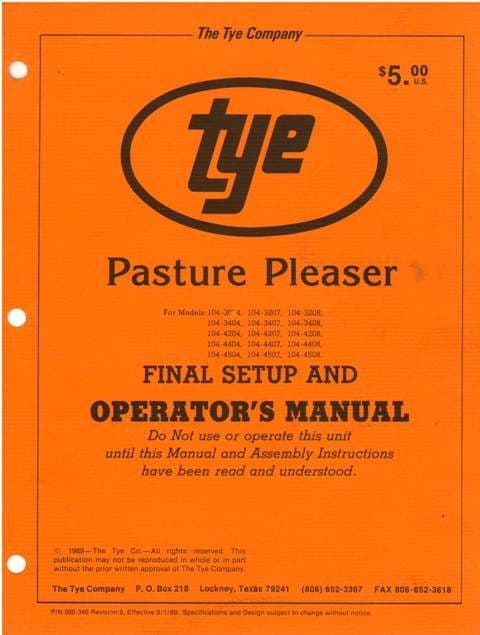 The Tye Company
$5.00
U.S.
tye
Pasture Pleaser
For Models: 104-3204, 104-3207, 104-3208,
104-3404, 104-3407, 104-3408,
104-4204, 104-4207, 104-4208,
104-4404, 104-4407, 104-4408,
104-4504, 104-4507, 104-4508.
FINAL SETUP AND
OPERATOR'S MANUAL
Do Not use or operate this unit
until this Manual and Assembly Instructions
have been read and understood.
© 1989—The Tye Co.—All rights reserved. This
publication may not be reproduced in whole or in part
without the prior written approval of The Tye Company.
The Tye Company P. O. Box 218 Lockney, Texas 79241 (806) 652-3367 FAX 806-652-3618
P/N 000-340 Revision 5, Effective 8/1/89. Specifications and Design subject to change without notice.